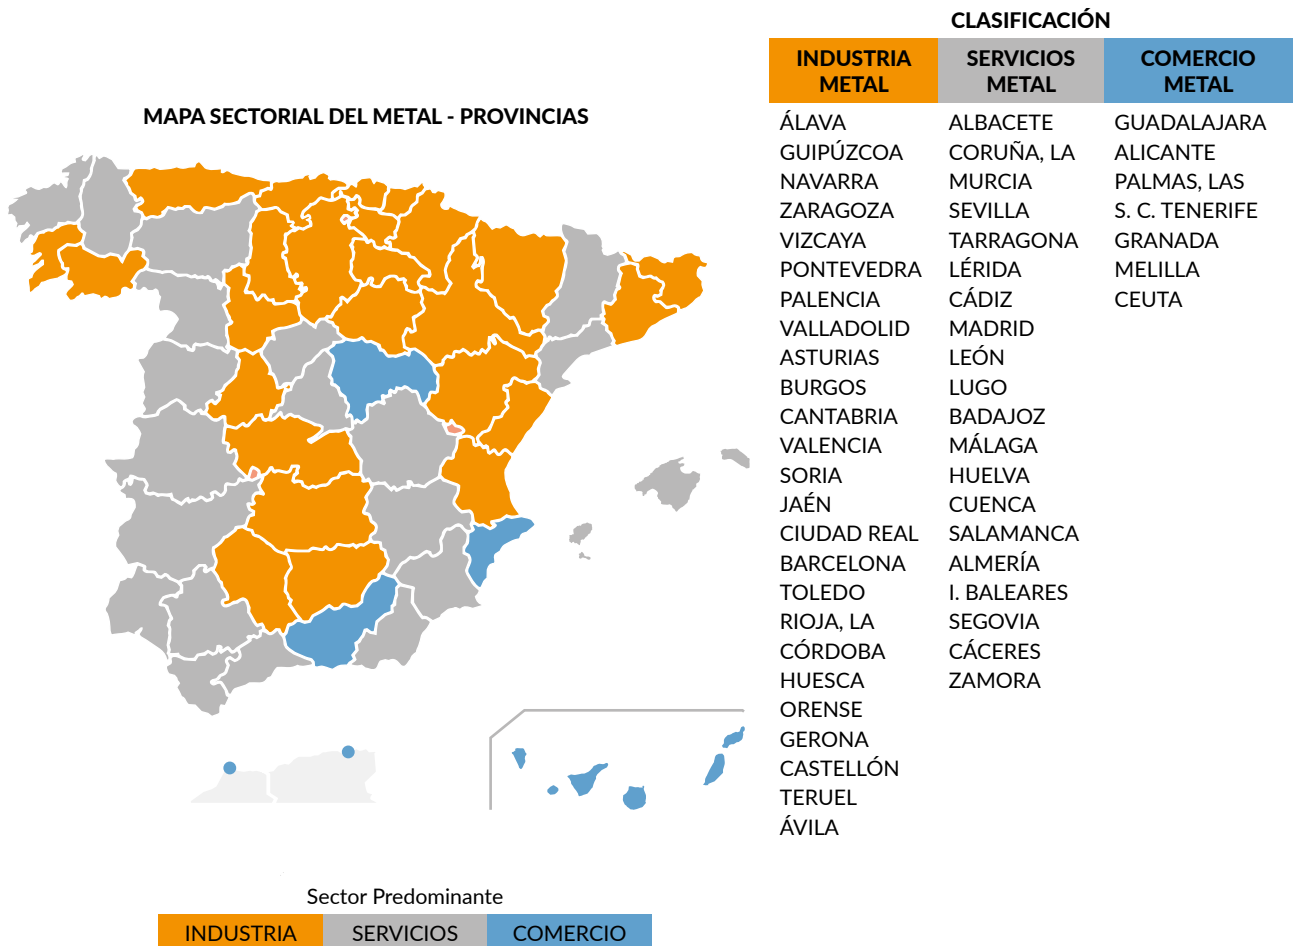 CLASIFICACIÓN
INDUSTRIA METAL
SERVICIOS METAL
COMERCIO METAL
MAPA SECTORIAL DEL METAL - PROVINCIAS
ÁLAVA ALBACETE GUADALAJARA
GUIPÚZCOA CORUÑA, LA ALICANTE
NAVARRA MURCIA PALMAS, LAS
ZARAGOZA SEVILLA S. C. TENERIFE
VIZCAYA TARRAGONA GRANADA
PONTEVEDRA LÉRIDA MELILLA
PALENCIA CÁDIZ CEUTA
VALLADOLID MADRID
ASTURIAS LEÓN
BURGOS LUGO
CANTABRIA BADAJOZ
VALENCIA MÁLAGA
SORIA HUELVA
JAÉN CUENCA
CIUDAD REAL SALAMANCA
BARCELONA ALMERÍA
TOLEDO I. BALEARES
RIOJA, LA SEGOVIA
CÓRDOBA CÁCERES
HUESCA ZAMORA
ORENSE
GERONA
CASTELLÓN
TERUEL
ÁVILA
Sector Predominante
INDUSTRIA SERVICIOS COMERCIO